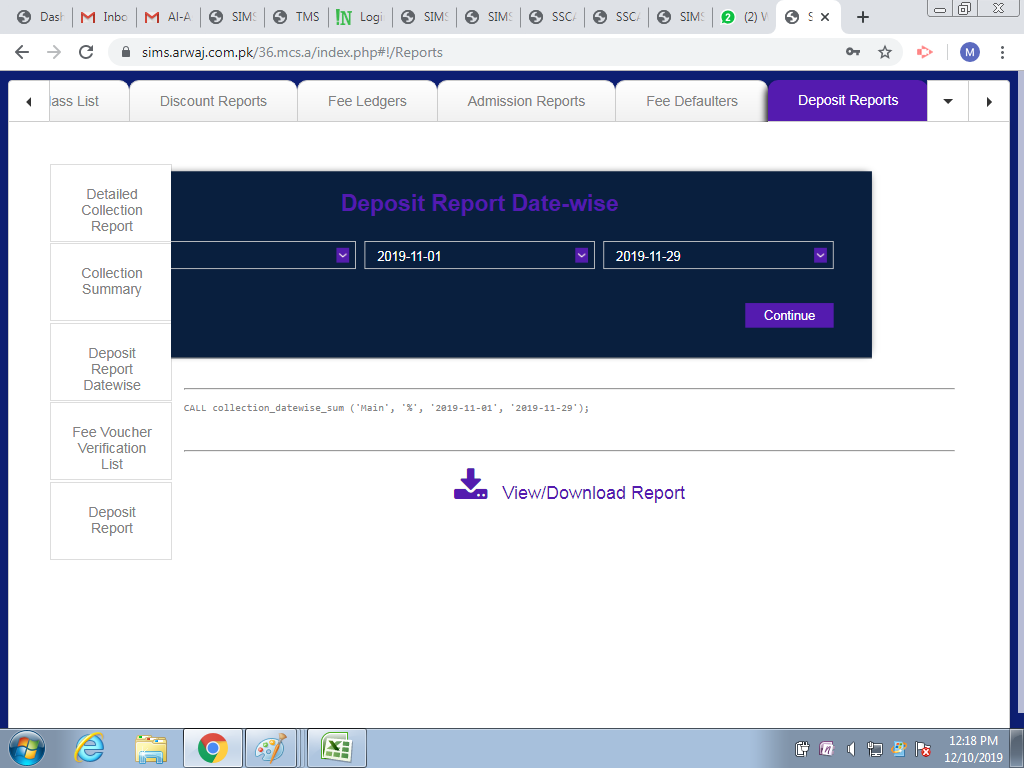 Dash
Inbo
Al-A
SIMS
TMS
Logi
SIMS
SIMS
SSCA
SSCA
SIMS
2
(2) W
S
sims.arwaj.com.pk/36.mcs.a/index.php#!/Reports
M
lass List
Discount Reports
Fee Ledgers
Admission Reports
Fee Defaulters
Deposit Reports
Detailed
Collection
Report
Collection
Summary
Deposit
Report
Datewise
Fee Voucher
Verification
List
Deposit
Report
Deposit Report Date-wise
2019-11-01
2019-11-29
Continue
CALL collection_datewise_sum ('Main', '%', '2019-11-01', '2019-11-29');
View/Download Report
12:18 PM
12/10/2019